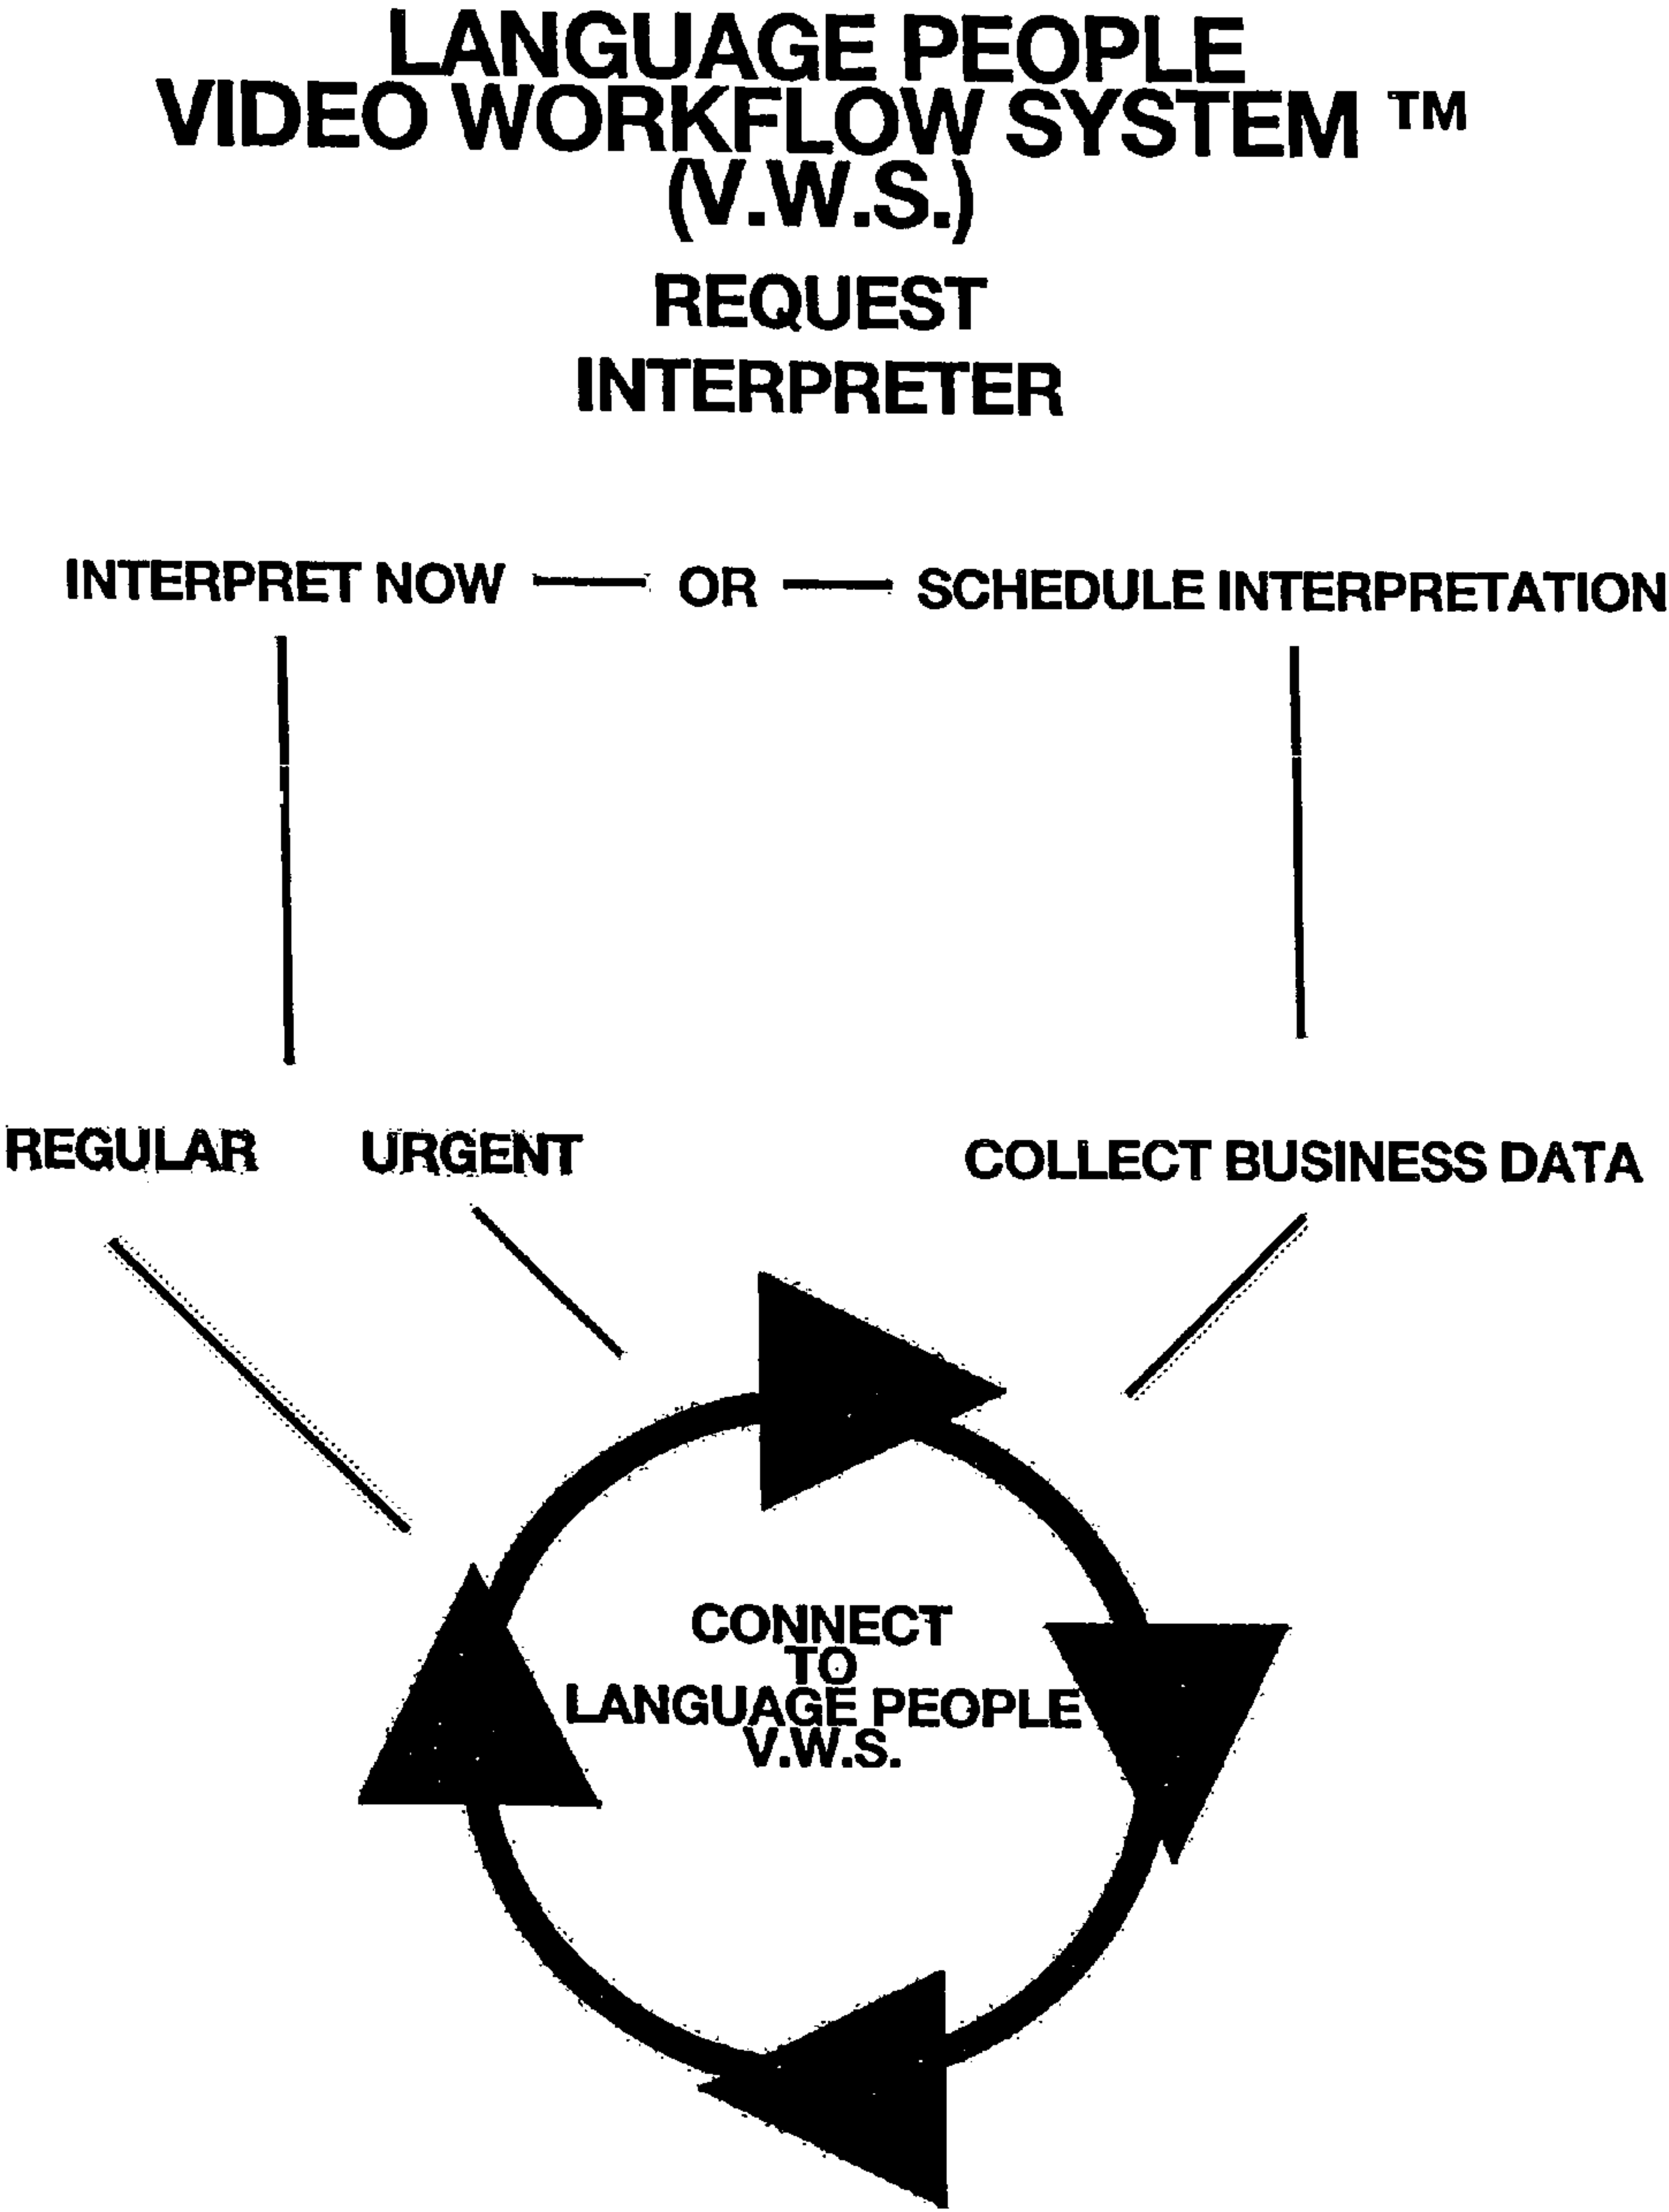 LANGUAGE PEOPLE
VIDEO WORKFLOW SYSTEM ™
(V.W.S.)
REQUEST
INTERPRETER
INTERPRET NOW OR SCHEDULE INTERPRETATION
REGULAR URGENT COLLECT BUSINESS DATA
CONNECT
TO
LANGUAGE PEOPLE
V.W.S.